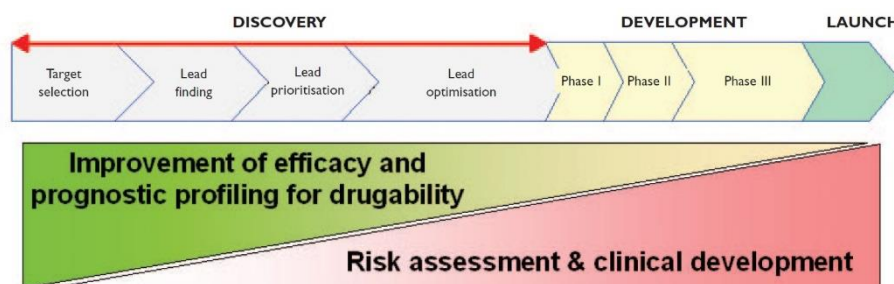 DISCOVERY DEVELOPMENT LAUNCH
Target selection
Lead finding
Lead prioritisation
Lead optimisation
Phase I
Phase II
Phase III
Improvement of efficacy and
prognostic profiling for drugability
Risk assessment & clinical development